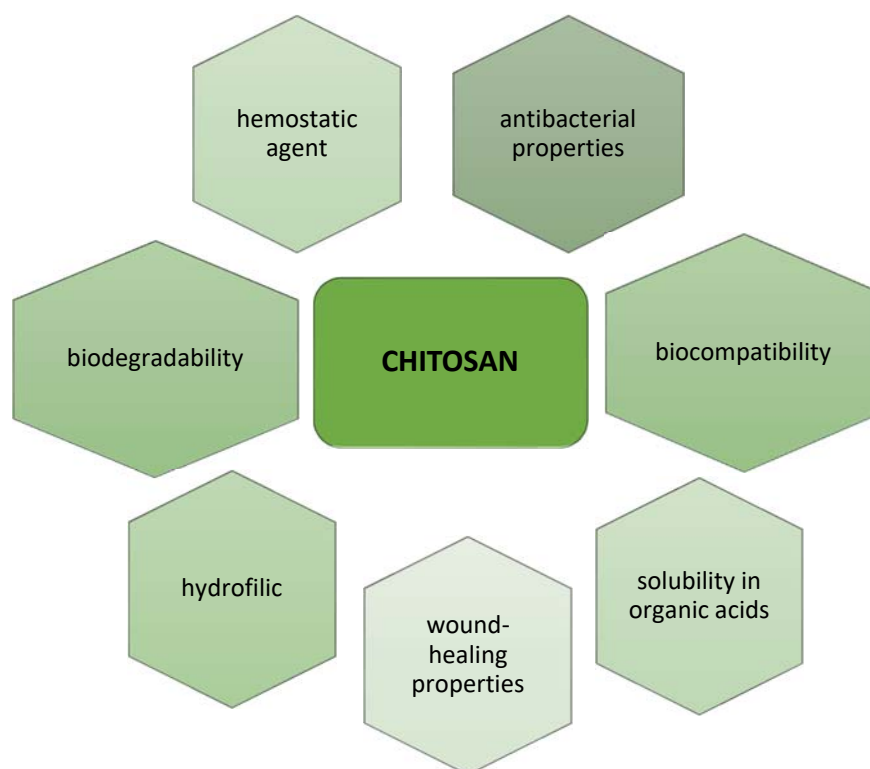 hemostatic
agent
antibacterial
properties
biodegradability
CHITOSAN
biocompatibility
hydrofilic
wound-
healing
properties
solubility in
organic acids